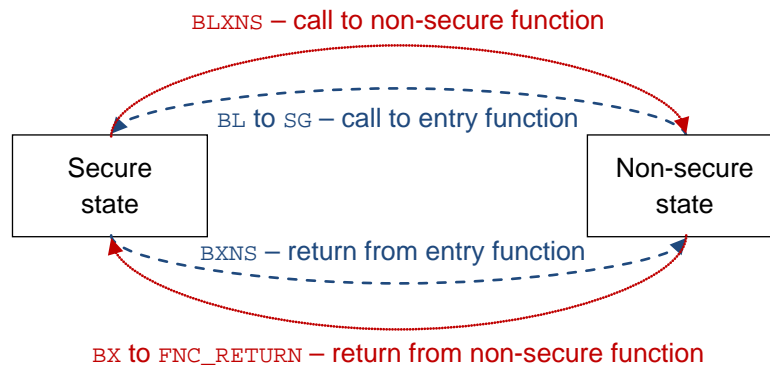 BLXNS – call to non-secure function
BL to SG – call to entry function
Secure
state
Non-secure
state
BXNS – return from entry function
BX to FNC_RETURN – return from non-secure function